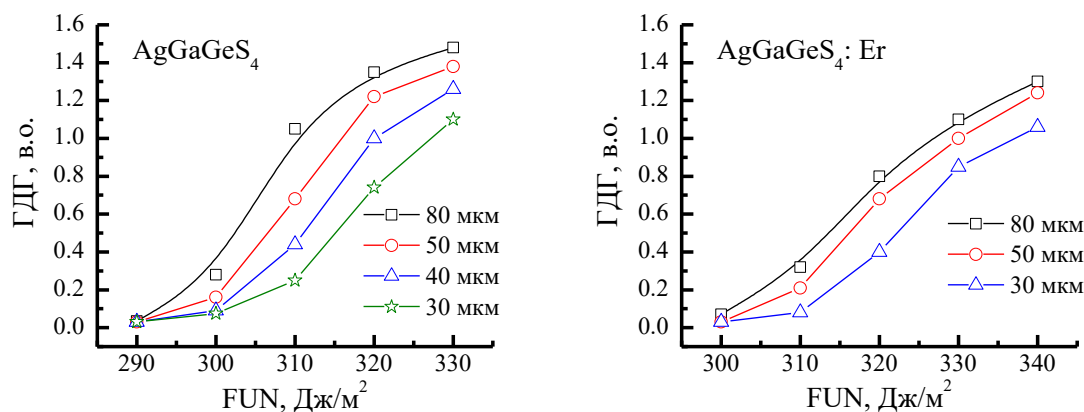 AgGaGeS₄
ГДГ, в.о.
1.6
1.4
1.2
1.0
0.8
0.6
0.4
0.2
0.0
80 мкм
50 мкм
40 мкм
30 мкм
290 300 310 320 330
FUN, Дж/м²
AgGaGeS₄: Er
ГДГ, в.о.
1.6
1.4
1.2
1.0
0.8
0.6
0.4
0.2
0.0
80 мкм
50 мкм
30 мкм
300 310 320 330 340
FUN, Дж/м²